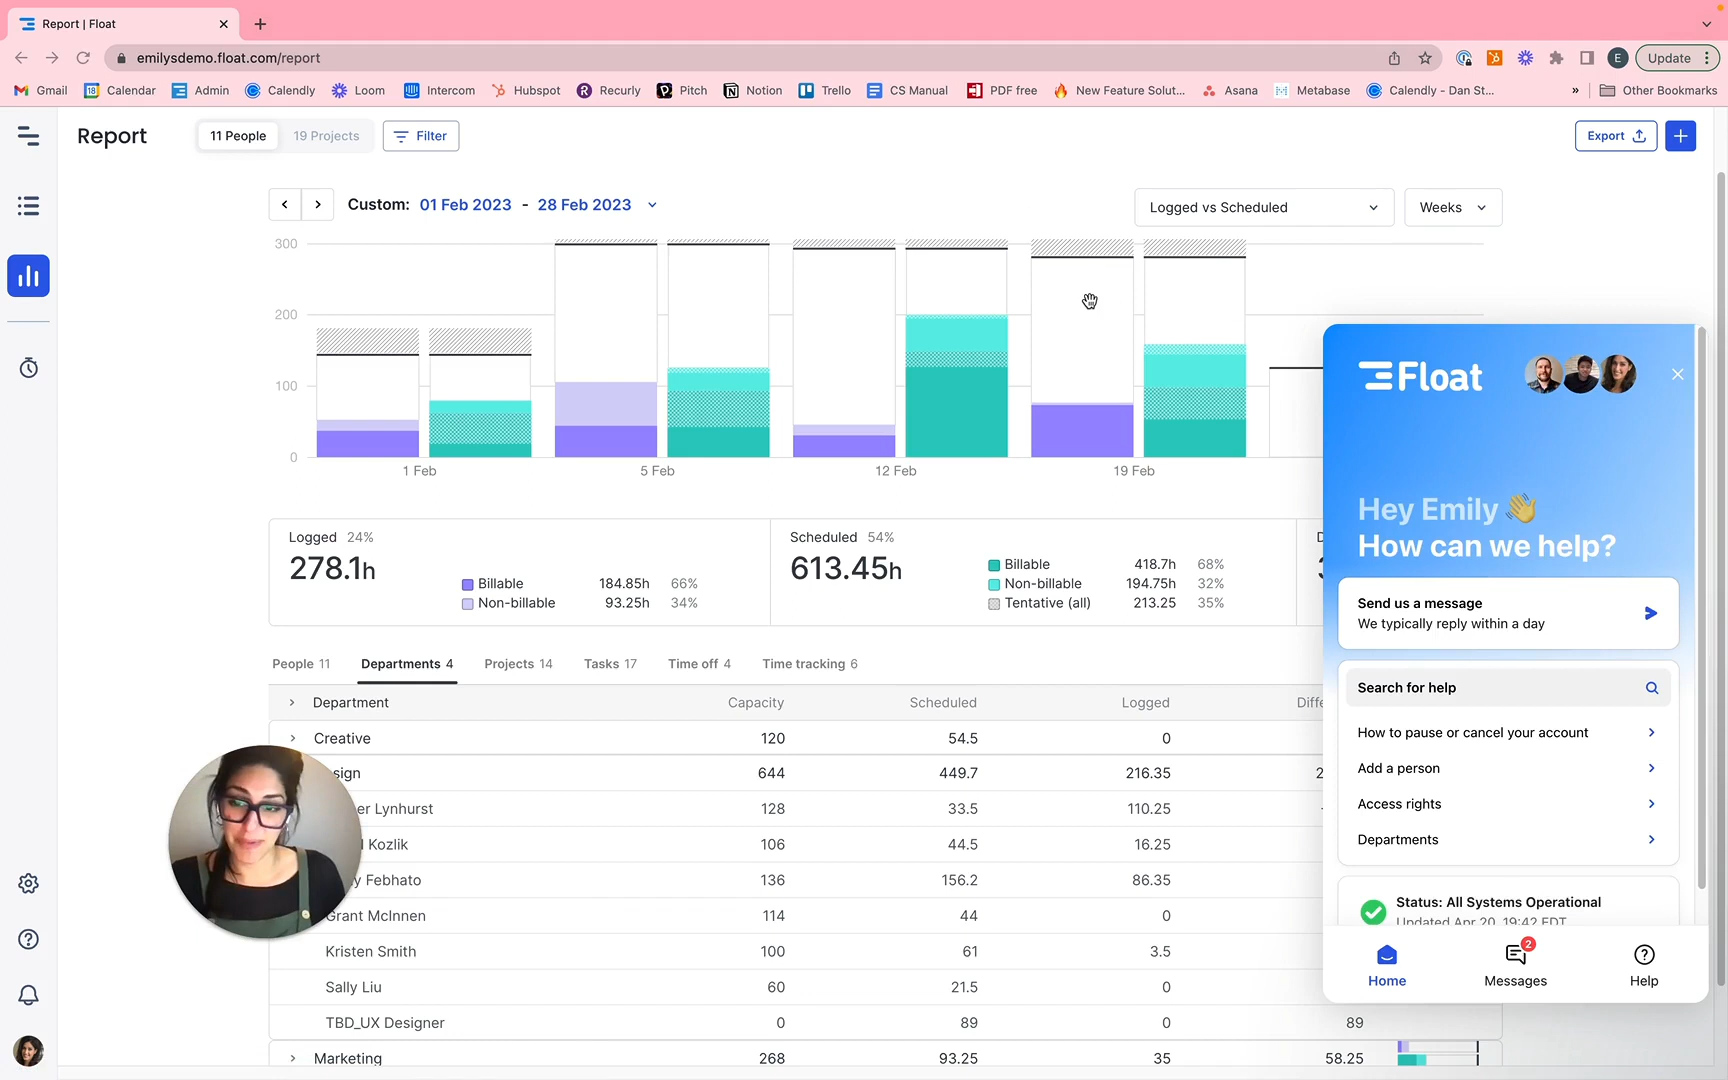 Report | Float
emilysdemo.float.com/report
E
Update
Gmail
Calendar
Admin
Calendly
Loom
Intercom
Hubspot
Recurly
Pitch
Notion
Trello
CS Manual
PDF free
New Feature Solut...
Asana
Metabase
Calendly - Dan St...
»
Other Bookmarks
Report
11 People
19 Projects
Filter
Export
Custom: 01 Feb 2023 - 28 Feb 2023
Logged vs Scheduled
Weeks
300
200
100
0
1 Feb
5 Feb
12 Feb
19 Feb
Float
Hey Emily 👋
How can we help?
Logged 24%
278.1h
Billable 184.85h 66%
Non-billable 93.25h 34%
Scheduled 54%
613.45h
Billable 418.7h 68%
Non-billable 194.75h 32%
Tentative (all) 213.25 35%
Send us a message
We typically reply within a day
Search for help
How to pause or cancel your account
Add a person
Access rights
Departments
Status: All Systems Operational
Updated Apr 20, 19:42 EDT
Home
2
Messages
Help
People 11
Departments 4
Projects 14
Tasks 17
Time off 4
Time tracking 6
Department Capacity Scheduled Logged
Creative 120 54.5 0
sign 644 449.7 216.35
er Lynhurst 128 33.5 110.25
Kozlik 106 44.5 16.25
y Febhato 136 156.2 86.35
Grant McInnen 114 44 0
Kristen Smith 100 61 3.5
Sally Liu 60 21.5 0
TBD_UX Designer 0 89 0 89
Marketing 268 93.25 35 58.25